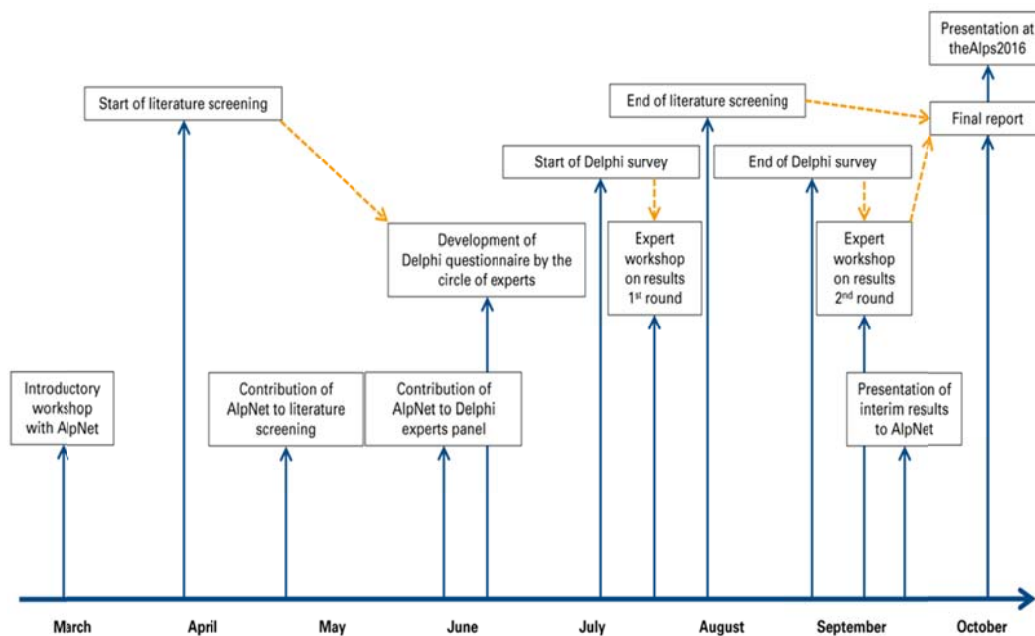 Presentation at
theAlps2016
Start of literature screening
End of literature screening
Final report
Start of Delphi survey
End of Delphi survey
Development of
Delphi questionnaire by the
circle of experts
Expert
workshop
on results
1st round
Expert
workshop
on results
2nd round
Introductory
workshop
with AlpNet
Contribution of
AlpNet to literature
screening
Contribution of
AlpNet to Delphi
experts panel
Presentation of
interim results
to AlpNet
March April May June July August September October